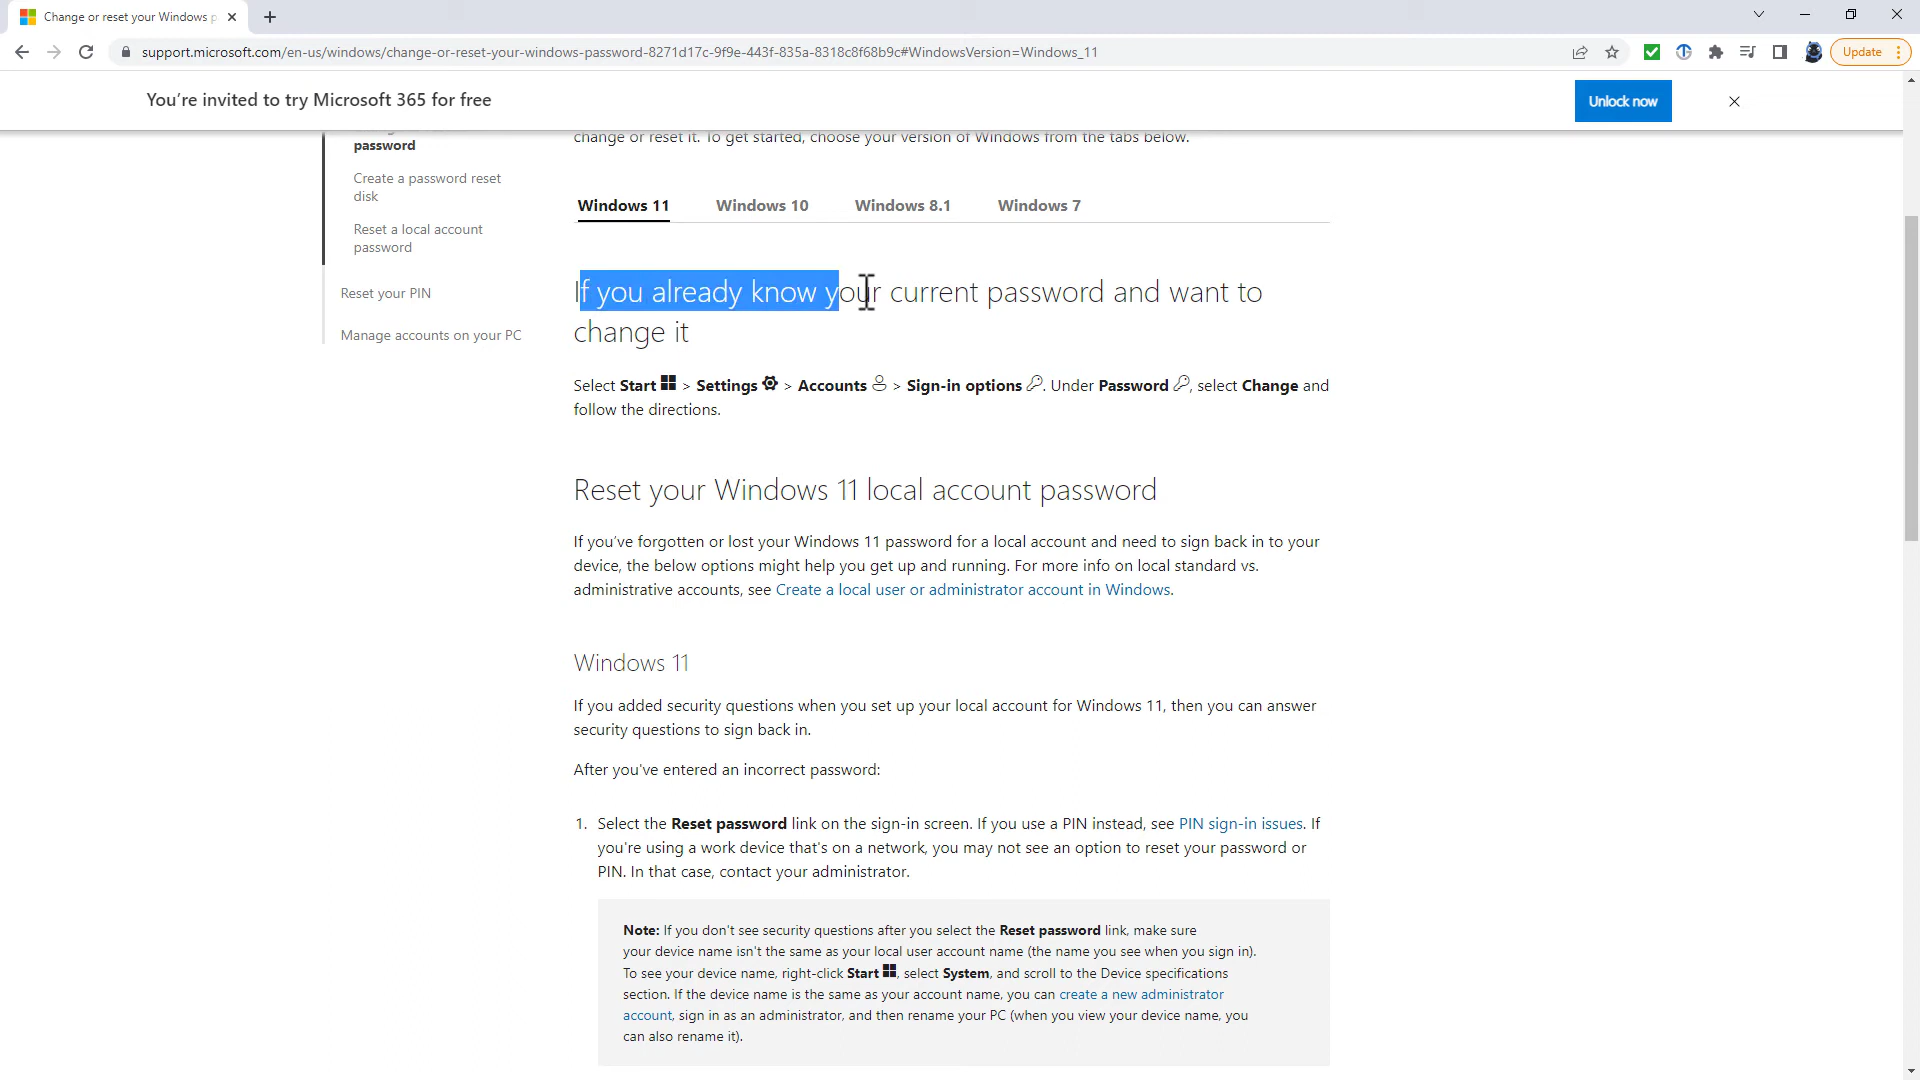 Change or reset your Windows p
support.microsoft.com/en-us/windows/change-or-reset-your-windows-password-8271d17c-9f9e-443f-835a-8318c8f68b9c#WindowsVersion=Windows_11
Update
You're invited to try Microsoft 365 for free
Unlock now
password
Create a password reset
disk
Reset a local account
password
Reset your PIN
Manage accounts on your PC
change or reset it. To get started, choose your version of Windows from the tabs below.
Windows 11 Windows 10 Windows 8.1 Windows 7
If you already know your current password and want to
change it
Select Start > Settings > Accounts > Sign-in options . Under Password , select Change and
follow the directions.
Reset your Windows 11 local account password
If you've forgotten or lost your Windows 11 password for a local account and need to sign back in to your
device, the below options might help you get up and running. For more info on local standard vs.
administrative accounts, see Create a local user or administrator account in Windows.
Windows 11
If you added security questions when you set up your local account for Windows 11, then you can answer
security questions to sign back in.
After you've entered an incorrect password:
1. Select the Reset password link on the sign-in screen. If you use a PIN instead, see PIN sign-in issues. If
you're using a work device that's on a network, you may not see an option to reset your password or
PIN. In that case, contact your administrator.
Note: If you don't see security questions after you select the Reset password link, make sure
your device name isn't the same as your local user account name (the name you see when you sign in).
To see your device name, right-click Start , select System, and scroll to the Device specifications
section. If the device name is the same as your account name, you can create a new administrator
account, sign in as an administrator, and then rename your PC (when you view your device name, you
can also rename it).